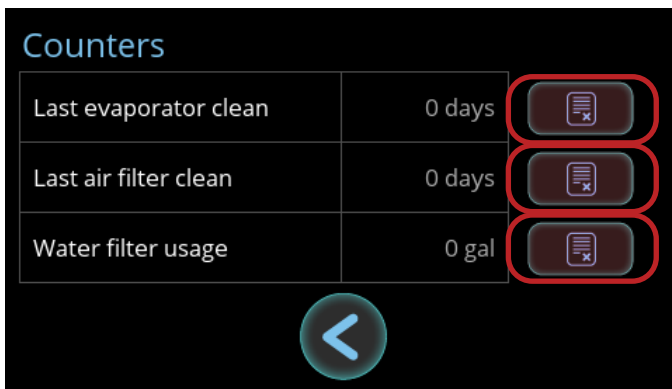 Counters
Last evaporator clean 0 days
Last air filter clean 0 days
Water filter usage 0 gal